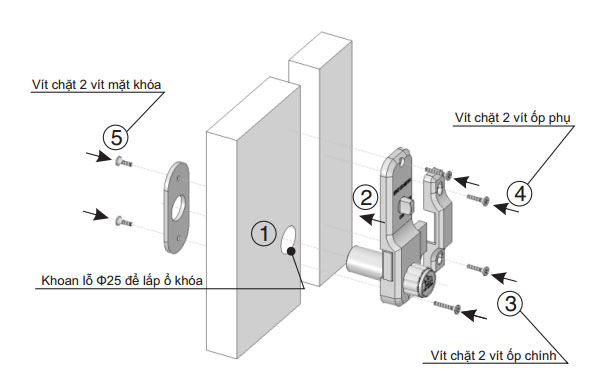 Vít chặt 2 vít mặt khóa
5
Vít chặt 2 vít ốp phụ
4
2
1
Khoan lỗ Φ25 để lắp ổ khóa
3
Vít chặt 2 vít ốp chính